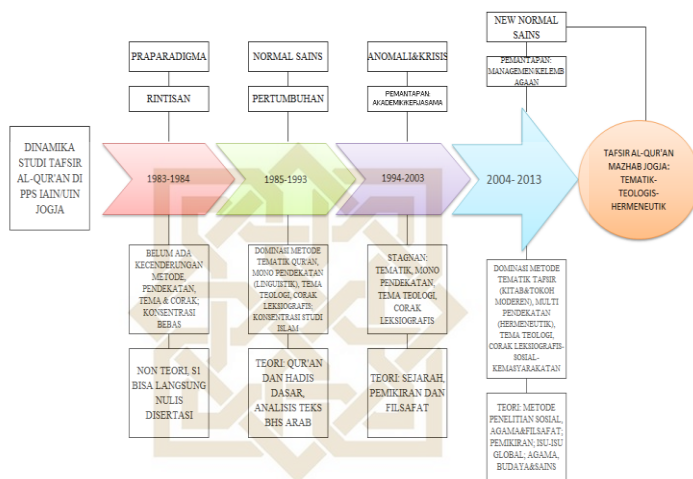 NEW NORMAL
SAINS
PRAPARADIGMA
NORMAL SAINS
ANOMALI&KRISIS
PEMANTAPAN:
MANAGEMEN/KELEMB
AGAAN
RINTISAN
PERTUMBUHAN
PEMANTAPAN:
AKADEMIK/KERJASAMA
DINAMIKA
STUDI TAFSIR
AL-QUR'AN DI
PPS IAIN/UIN
JOGJA
1983-1984
1985-1993
1994-2003
2004- 2013
TAFSIR AL-QUR'AN
MAZHAB JOGJA:
TEMATIK-
TEOLOGIS-
HERMENEUTIK
BELUM ADA
KECENDERUNGAN
METODE,
PENDEKATAN,
TEMA & CORAK;
KONSENTRASI
BEBAS
DOMINASI METODE
TEMATIK QUR'AN,
MONO PENDEKATAN
(LINGUISTIK), TEMA
TEOLOGI, CORAK
LEKSIOGRAFIS;
KONSENTRASI STUDI
ISLAM
STAGNAN:
TEMATIK, MONO
PENDEKATAN,
TEMA TEOLOGI,
CORAK
LEKSIOGRAFIS
DOMINASI METODE
TEMATIK TAPSIR
(KITAB&TOKOH
MODEREN), MULTI
PENDEKATAN
(HERMENEUTIK),
TEMA TEOLOGI,
CORAK LEKSIOGRAFIS-
SOSIAL-
KEMASYARAKATAN
NON TEORI, S1
BISA LANGSUNG
NULIS
DISERTASI
TEORI: QUR'AN
DAN HADIS
DASAR,
ANALISIS TEKS
BHS ARAB
TEORI: SEJARAH,
PEMIKIRAN DAN
FILSAFAT
TEORI: METODE
PENELITIAN SOSIAL,
AGAMA&FILSAFAT;
PEMIKIRAN; ISU-ISU
GLOBAL; AGAMA,
BUDAYA&SAINS